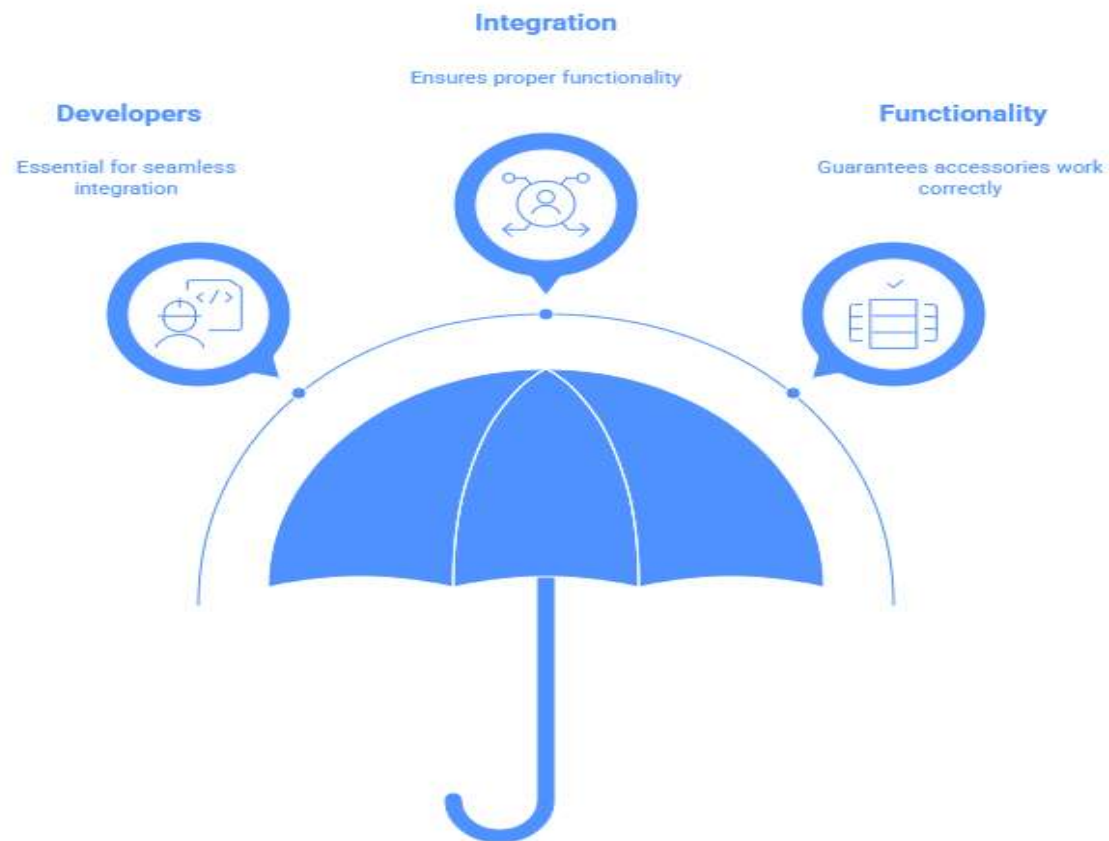 Integration
Ensures proper functionality
Developers
Essential for seamless
integration
Functionality
Guarantees accessories work
correctly
</>